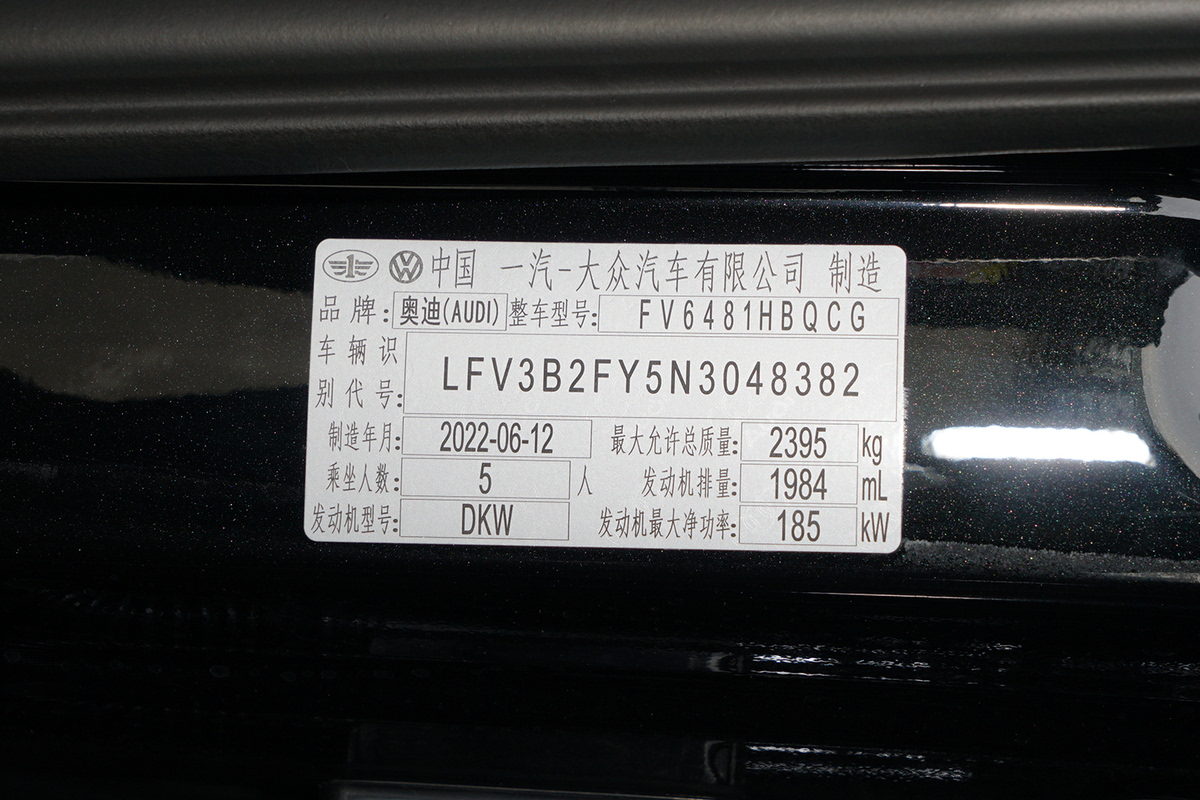 中国 一汽-大众汽车有限公司 制造
品牌: 奥迪(AUDI) 整车型号: FV6481HBQCG
车辆识别代号: LFV3B2FY5N3048382
制造年月: 2022-06-12 最大允许总质量: 2395 kg
乘坐人数: 5 人 发动机排量: 1984 mL
发动机型号: DKW 发动机最大净功率: 185 kW